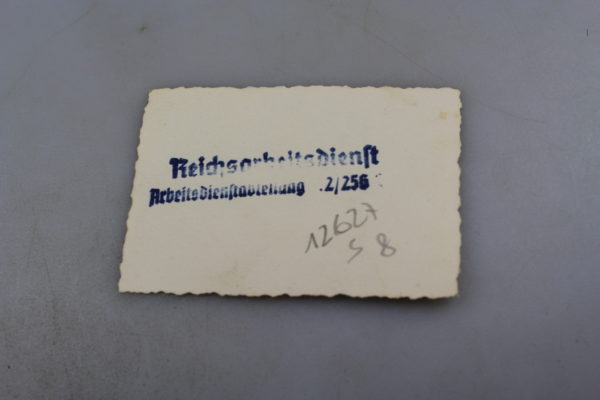 Reichsarbeitsdienst
Arbeitsdienstabteilung 2/256
12627
S 8